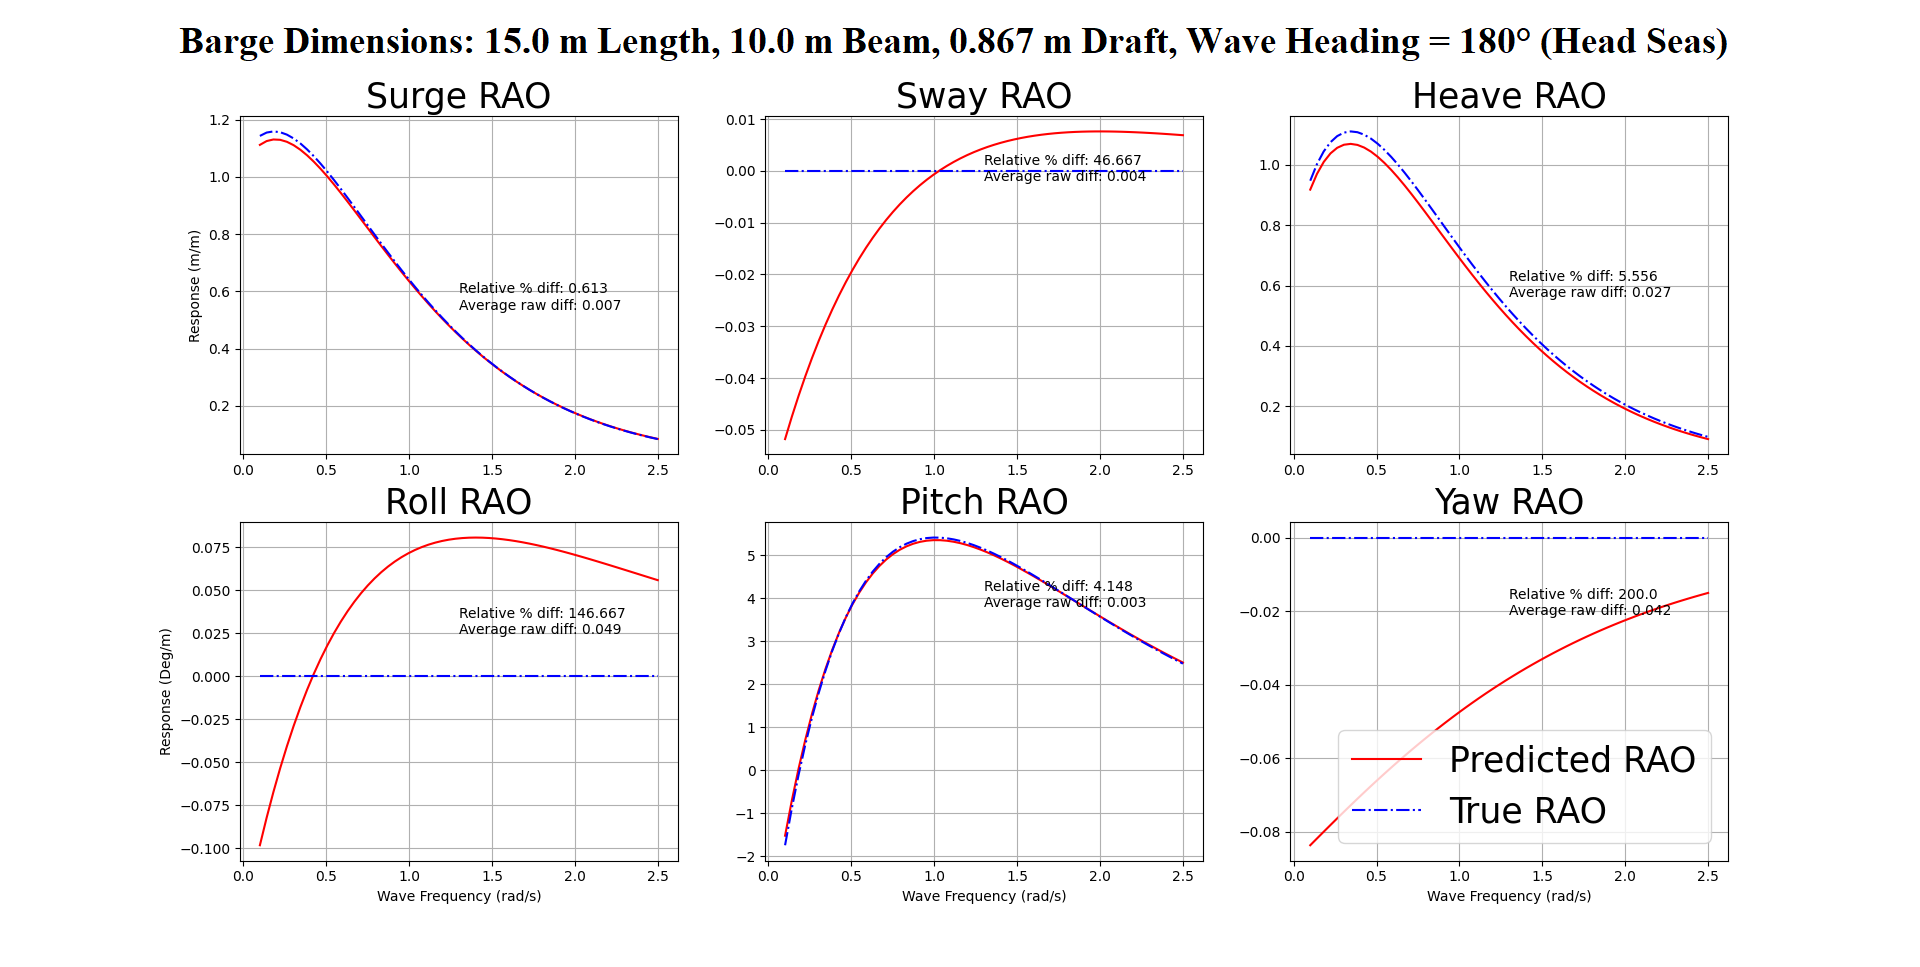 Barge Dimensions: 15.0 m Length, 10.0 m Beam, 0.867 m Draft, Wave Heading = 180° (Head Seas)
Surge RAO
1.2
1.0
0.8
0.6
0.4
0.2
Response (m/m)
Relative % diff: 0.613
Average raw diff: 0.007
0.0 0.5 1.0 1.5 2.0 2.5
Sway RAO
0.01
0.00
−0.01
−0.02
−0.03
−0.04
−0.05
Relative % diff: 46.667
Average raw diff: 0.004
0.0 0.5 1.0 1.5 2.0 2.5
Heave RAO
1.0
0.8
0.6
0.4
0.2
Relative % diff: 5.556
Average raw diff: 0.027
0.0 0.5 1.0 1.5 2.0 2.5
Roll RAO
0.075
0.050
0.025
0.000
−0.025
−0.050
−0.075
−0.100
Response (Deg/m)
Relative % diff: 146.667
Average raw diff: 0.049
0.0 0.5 1.0 1.5 2.0 2.5
Wave Frequency (rad/s)
Pitch RAO
5
4
3
2
1
0
−1
−2
Relative % diff: 4.148
Average raw diff: 0.003
0.0 0.5 1.0 1.5 2.0 2.5
Wave Frequency (rad/s)
Yaw RAO
0.00
−0.02
−0.04
−0.06
−0.08
Relative % diff: 200.0
Average raw diff: 0.042
Predicted RAO
True RAO
0.0 0.5 1.0 1.5 2.0 2.5
Wave Frequency (rad/s)